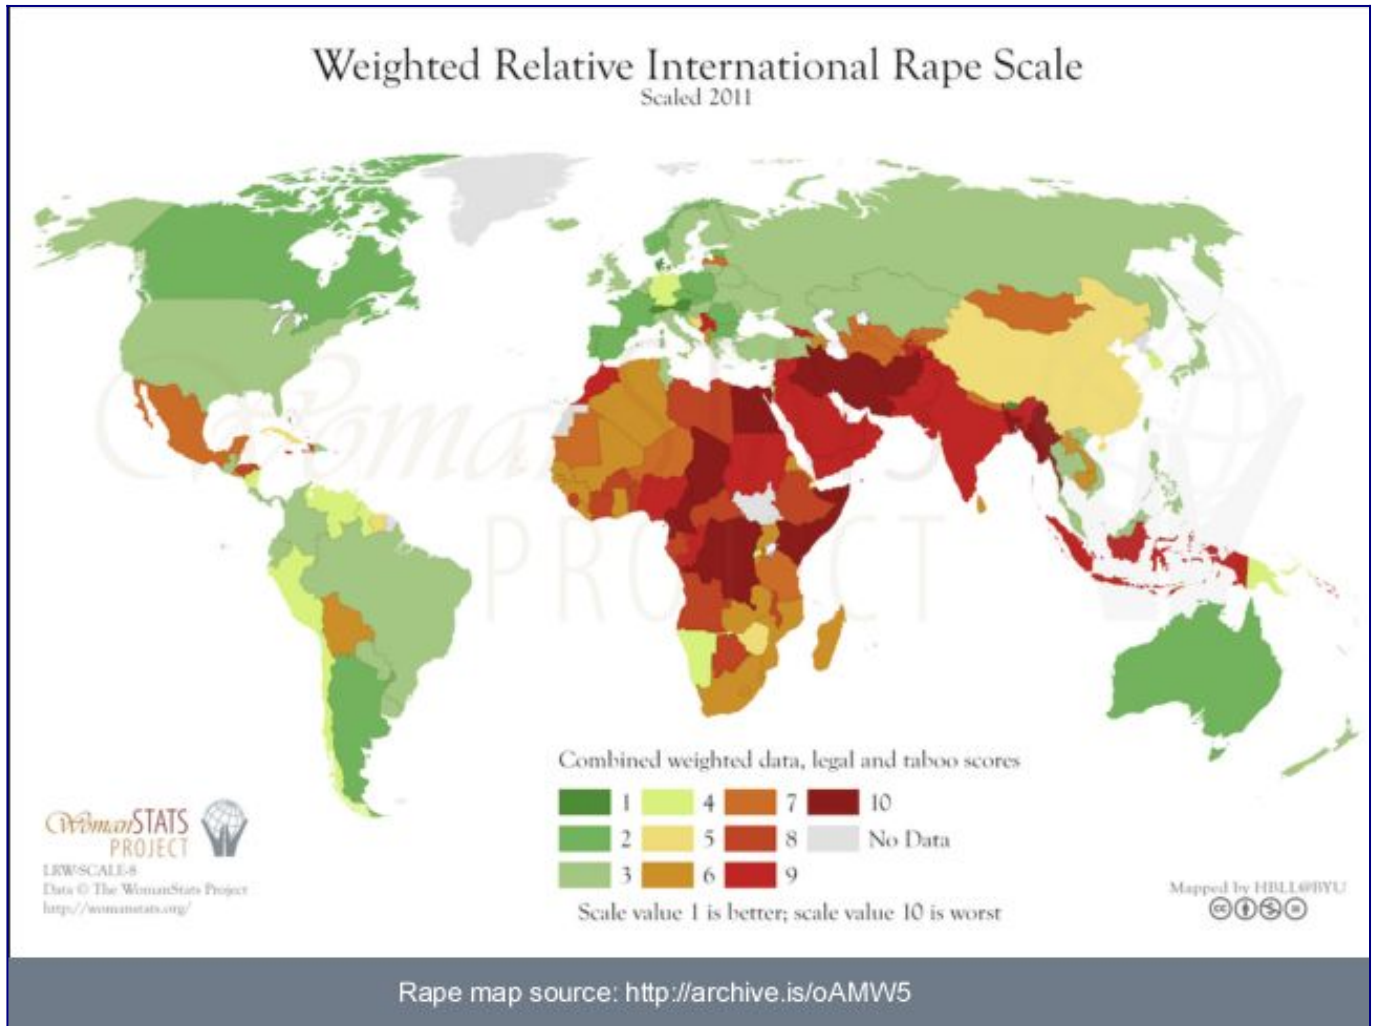 Weighted Relative International Rape Scale
Scaled 2011
WomanStats
PROJECT
Combined weighted data, legal and taboo scores
1 4 7 10
2 5 8 No Data
3 6 9
Scale value 1 is better; scale value 10 is worst
WomanSTATS
PROJECT
LRW-SCALE-8
Data © The WomanStats Project
http://womanstats.org/
Mapped by HBLL@BYU
Rape map source: http://archive.is/oAMW5